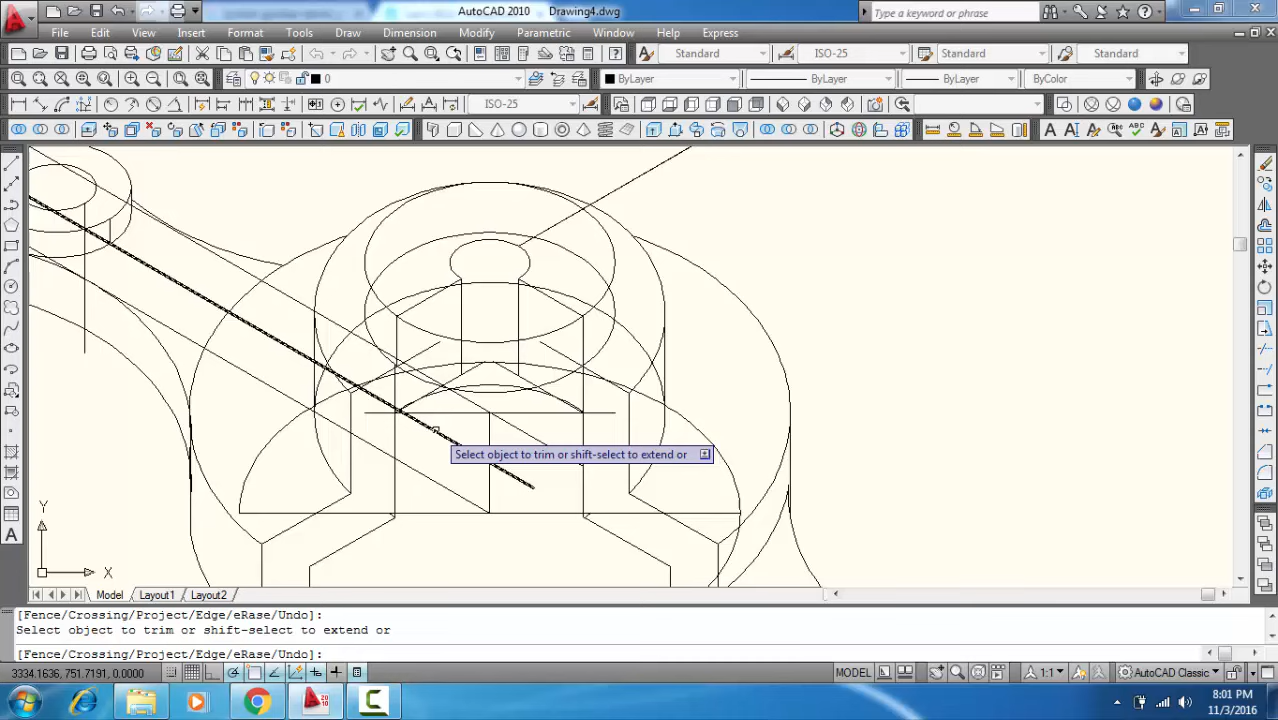 AutoCAD 2010 Drawing4.dwg
Type a keyword or phrase
File Edit View Insert Format Tools Draw Dimension Modify Parametric Window Help Express
Standard ISO-25 Standard Standard
0 ByLayer ByLayer ByLayer ByColor
ISO-25
Select object to trim or shift-select to extend or
Y
X
Model Layout1 Layout2
[Fence/Crossing/Project/Edge/eRase/Undo]:
Select object to trim or shift-select to extend or
[Fence/Crossing/Project/Edge/eRase/Undo]:
3334.1636, 751.7191, 0.0000 MODEL 1:1 AutoCAD Classic
8:01 PM
11/3/2016